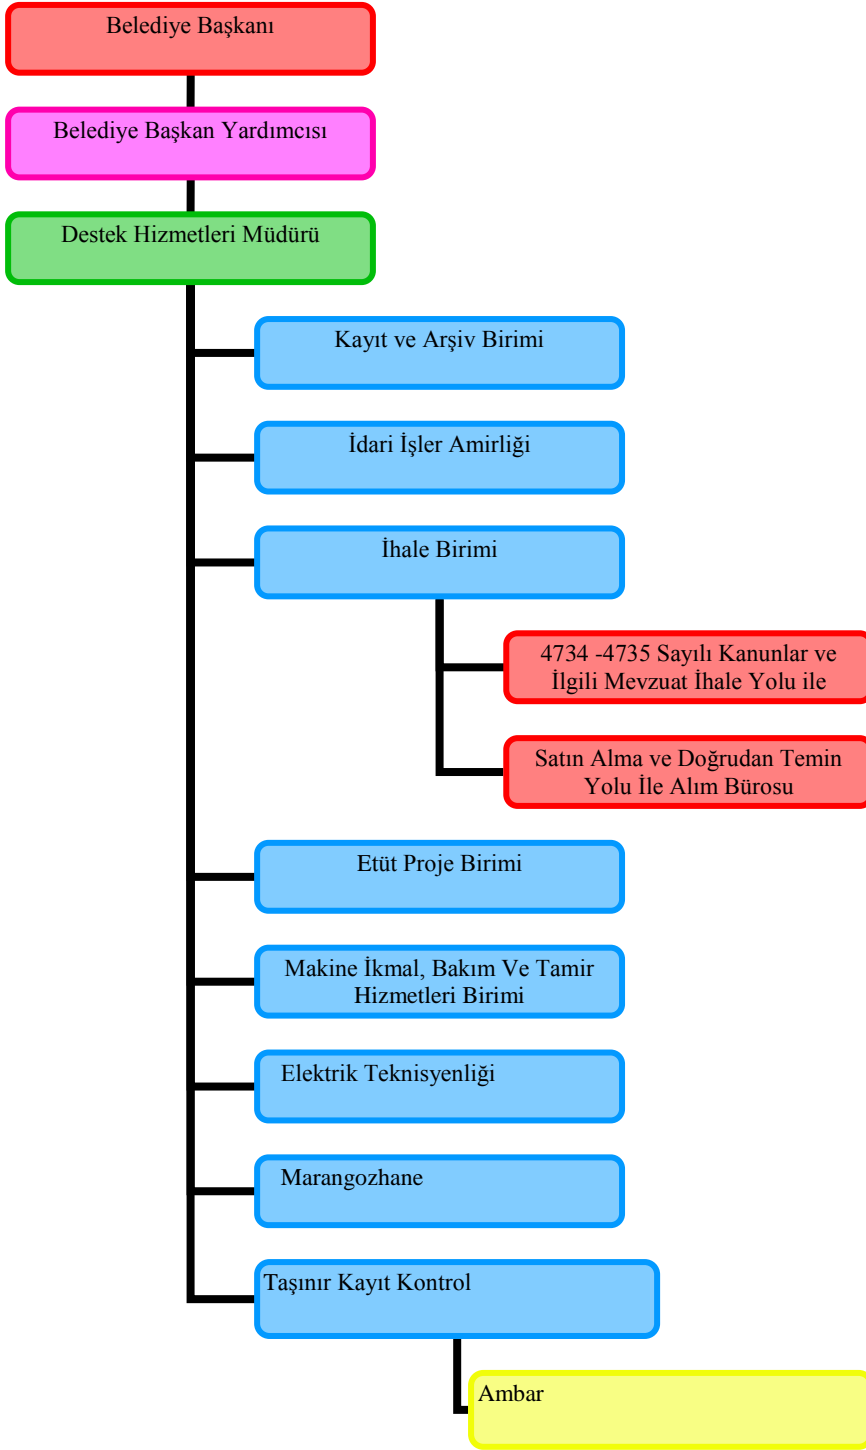 Belediye Başkanı
Belediye Başkan Yardımcısı
Destek Hizmetleri Müdürü
Kayıt ve Arşiv Birimi
İdari İşler Amirliği
İhale Birimi
4734 -4735 Sayılı Kanunlar ve
İlgili Mevzuat İhale Yolu ile
Satın Alma ve Doğrudan Temin
Yolu İle Alım Bürosu
Etüt Proje Birimi
Makine İkmal, Bakım Ve Tamir
Hizmetleri Birimi
Elektrik Teknisyenliği
Marangozhane
Taşınır Kayıt Kontrol
Ambar